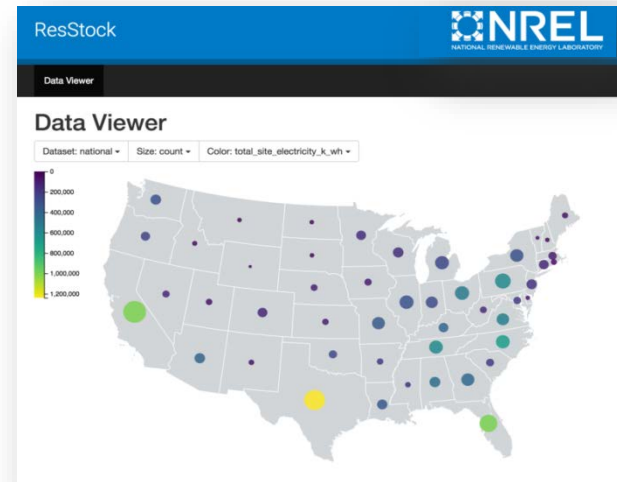 ResStock
NREL
NATIONAL RENEWABLE ENERGY LABORATORY
Data Viewer
Data Viewer
Dataset: national
Size: count
Color: total_site_electricity_k_wh
0
200,000
400,000
600,000
800,000
1,000,000
1,200,000